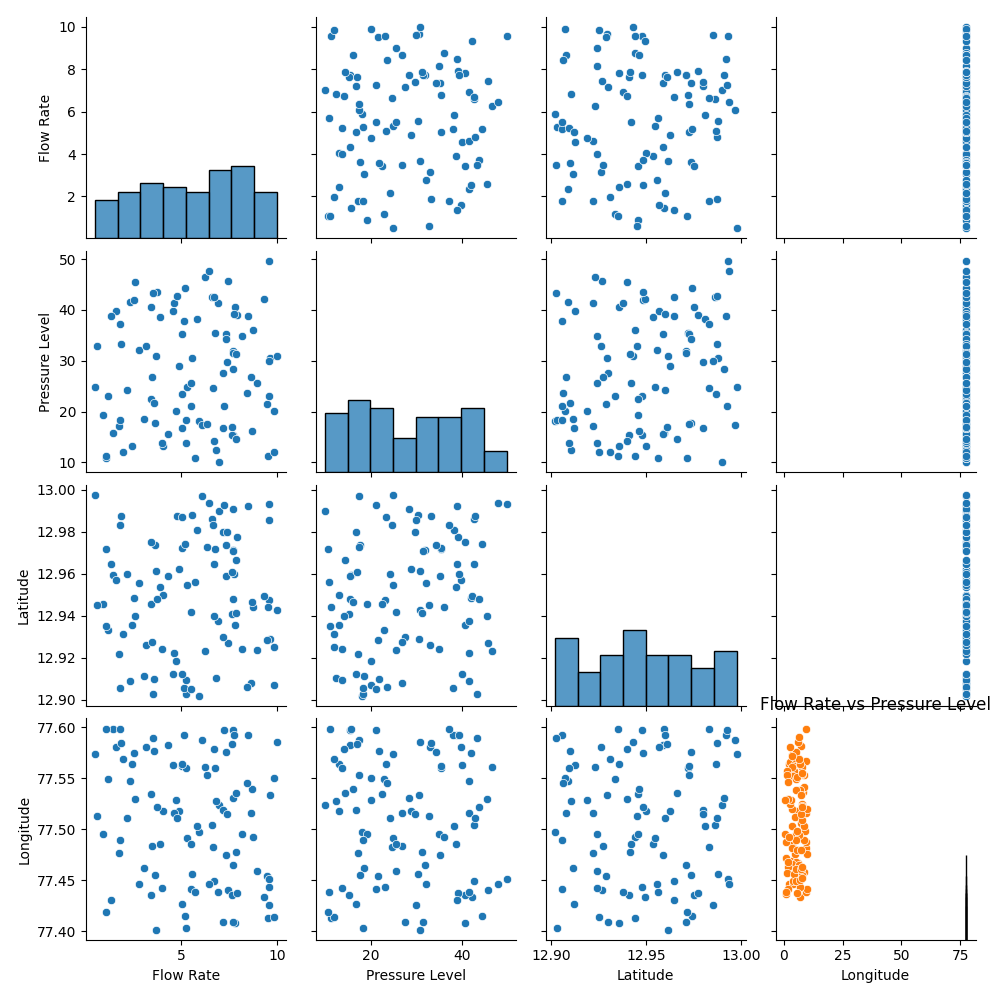 10
8
6
4
2
Flow Rate
50
40
30
20
10
Pressure Level
13.00
12.98
12.96
12.94
12.92
12.90
Latitude
Flow Rate vs Pressure Level
77.60
77.55
77.50
77.45
77.40
Longitude
5 10
20 40
12.90 12.95 13.00
0 25 50 75
Flow Rate Pressure Level Latitude Longitude